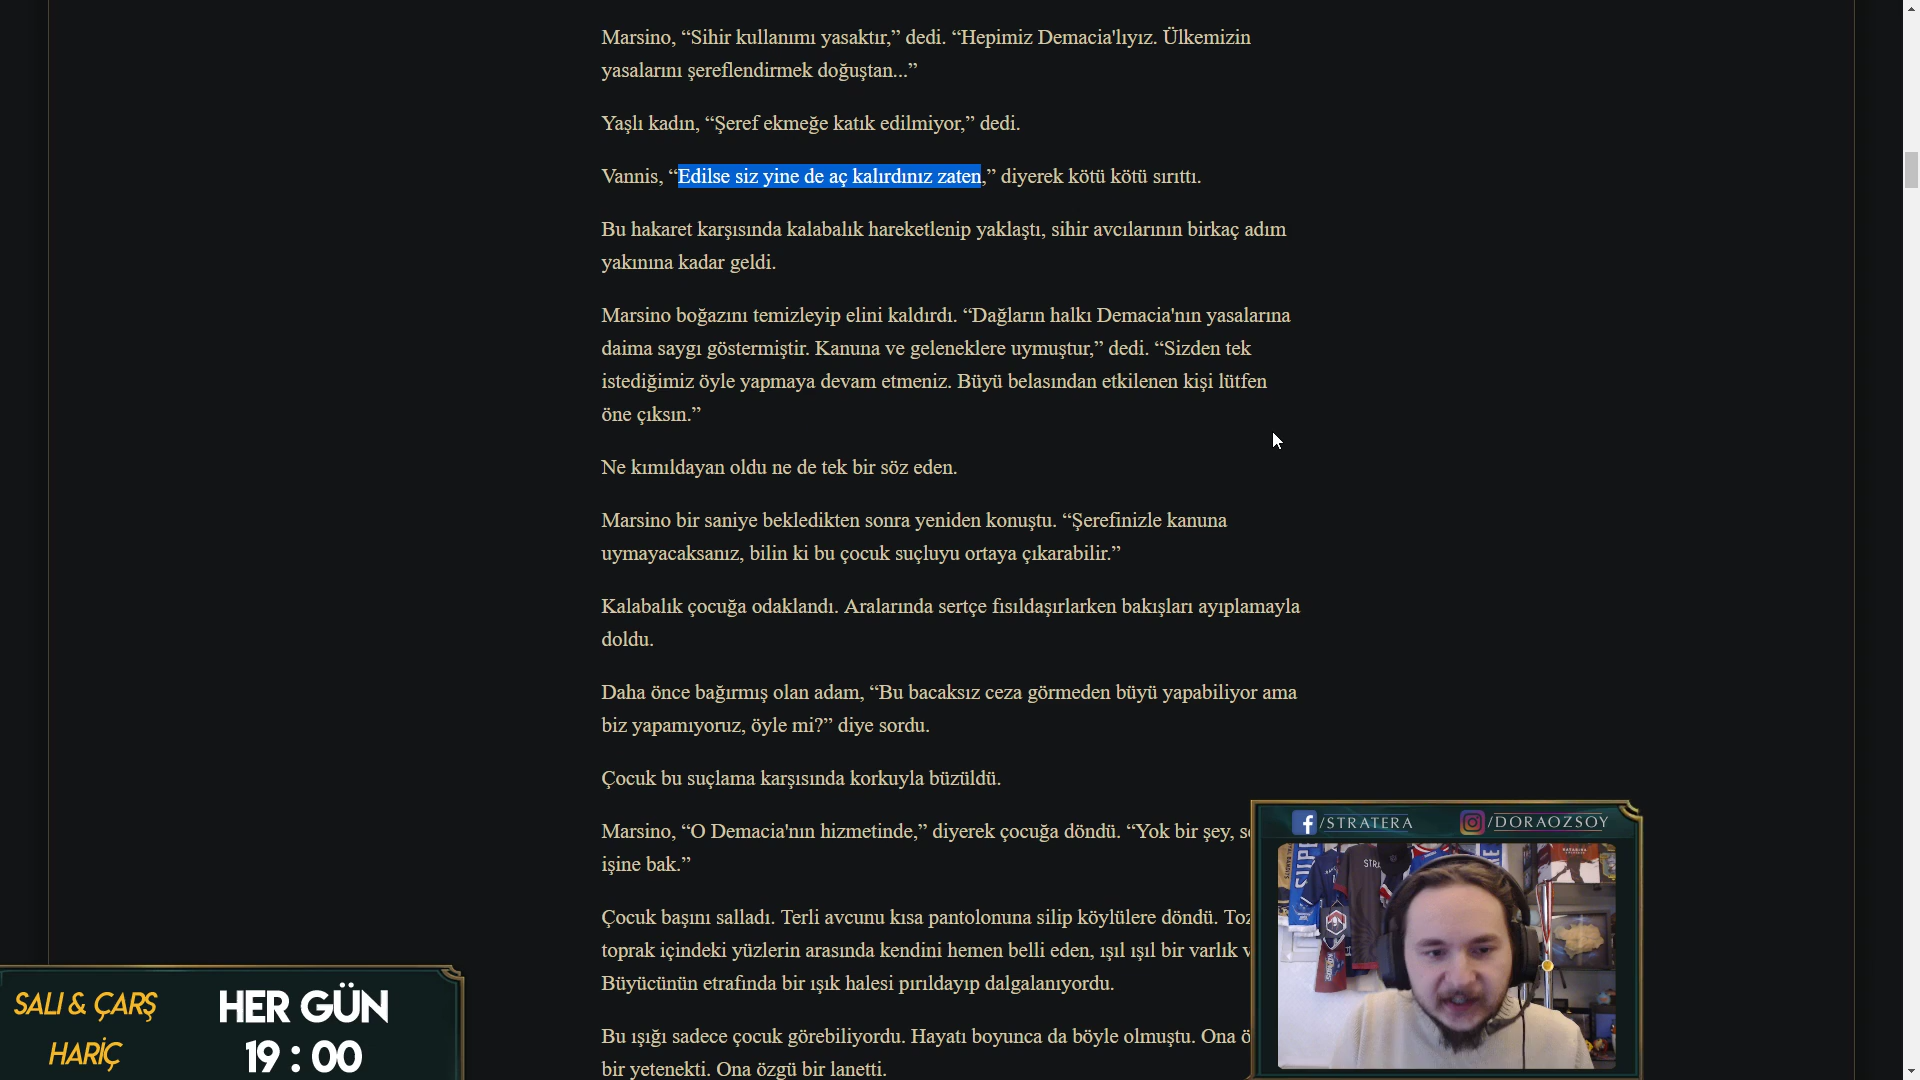 Marsino, “Sihir kullanımı yasaktır,” dedi. “Hepimiz Demacia'lıyız. Ülkemizin
yasalarını şereflendirmek doğuştan...”
Yaşlı kadın, “Şeref ekmeğe katık edilmiyor,” dedi.
Vannis, “Edilse siz yine de aç kalırdınız zaten,” diyerek kötü kötü sırıttı.
Bu hakaret karşısında kalabalık hareketlenip yaklaştı, sihir avcılarının birkaç adım
yakınına kadar geldi.
Marsino boğazını temizleyip elini kaldırdı. “Dağların halkı Demacia'nın yasalarına
daima saygı göstermiştir. Kanuna ve geleneklere uymuştur,” dedi. “Sizden tek
istediğimiz öyle yapmaya devam etmeniz. Büyü belasından etkilenen kişi lütfen
öne çıksın.”
Ne kımıldayan oldu ne de tek bir söz eden.
Marsino bir saniye bekledikten sonra yeniden konuştu. “Şerefinizle kanuna
uymayacaksanız, bilin ki bu çocuk suçluyu ortaya çıkarabilir.”
Kalabalık çocuğa odaklandı. Aralarında sertçe fısıldaşırlarken bakışları ayıplamayla
doldu.
Daha önce bağırmış olan adam, “Bu bacaksız ceza görmeden büyü yapabiliyor ama
biz yapamıyoruz, öyle mi?” diye sordu.
Çocuk bu suçlama karşısında korkuyla büzüldü.
Marsino, “O Demacia'nın hizmetinde,” diyerek çocuğa döndü. “Yok bir şey,
işine bak.”
Çocuk başını salladı. Terli avcunu kısa pantolonuna silip köylülere döndü. Toz
toprak içindeki yüzlerin arasında kendini hemen belli eden, ışıl ışıl bir varlık
Büyücünün etrafında bir ışık halesi pırıldayıp dalgalanıyordu.
Bu ışığı sadece çocuk görebiliyordu. Hayatı boyunca da böyle olmuştu. Ona
bir yetenekti. Ona özgü bir lanetti.
/STRATERA
/DORAOZSOY
SALI & ÇARŞ
HARİÇ
HER GÜN
19 : 00